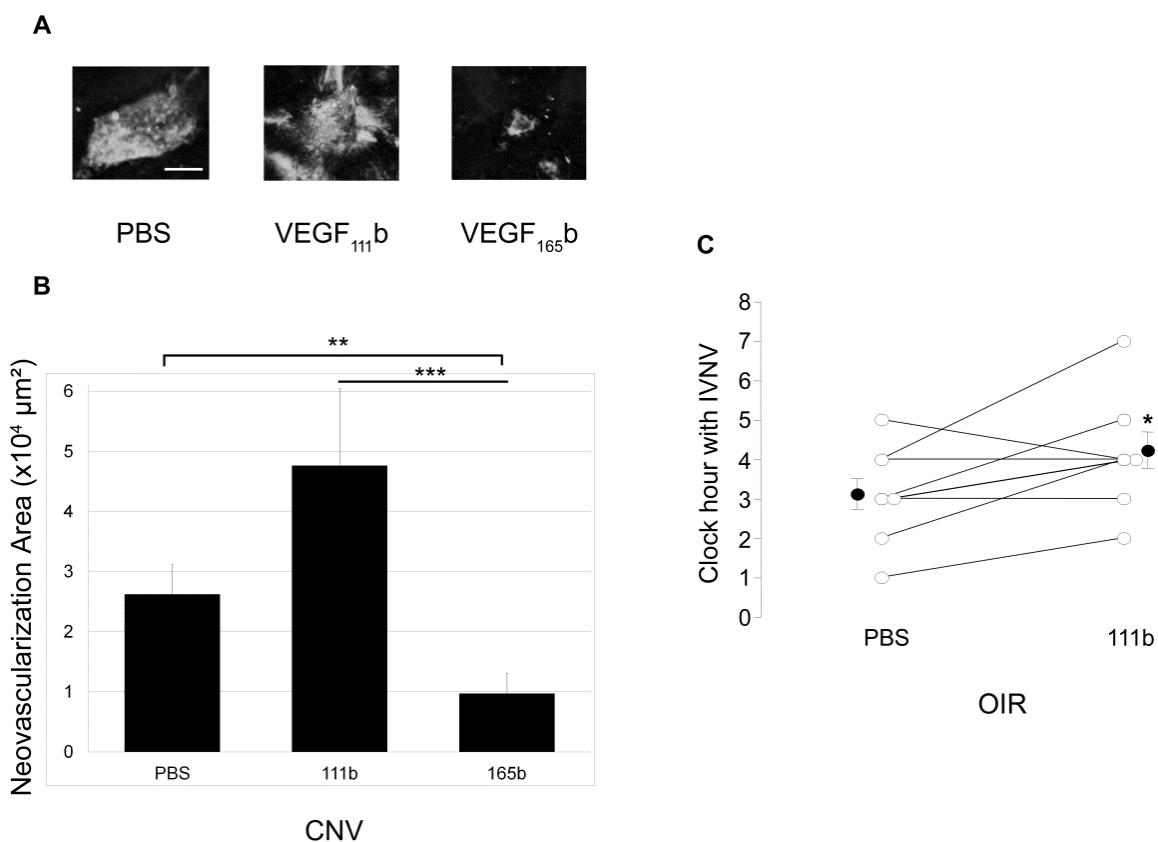 A
PBS VEGF₁₁₁b VEGF₁₆₅b
B
Neovascularization Area (x10⁴ µm²)
**
***
6
5
4
3
2
1
0
PBS 111b 165b
CNV
C
Clock hour with IVNV
8
7
6
5
4
3
2
1
0
*
PBS 111b
OIR